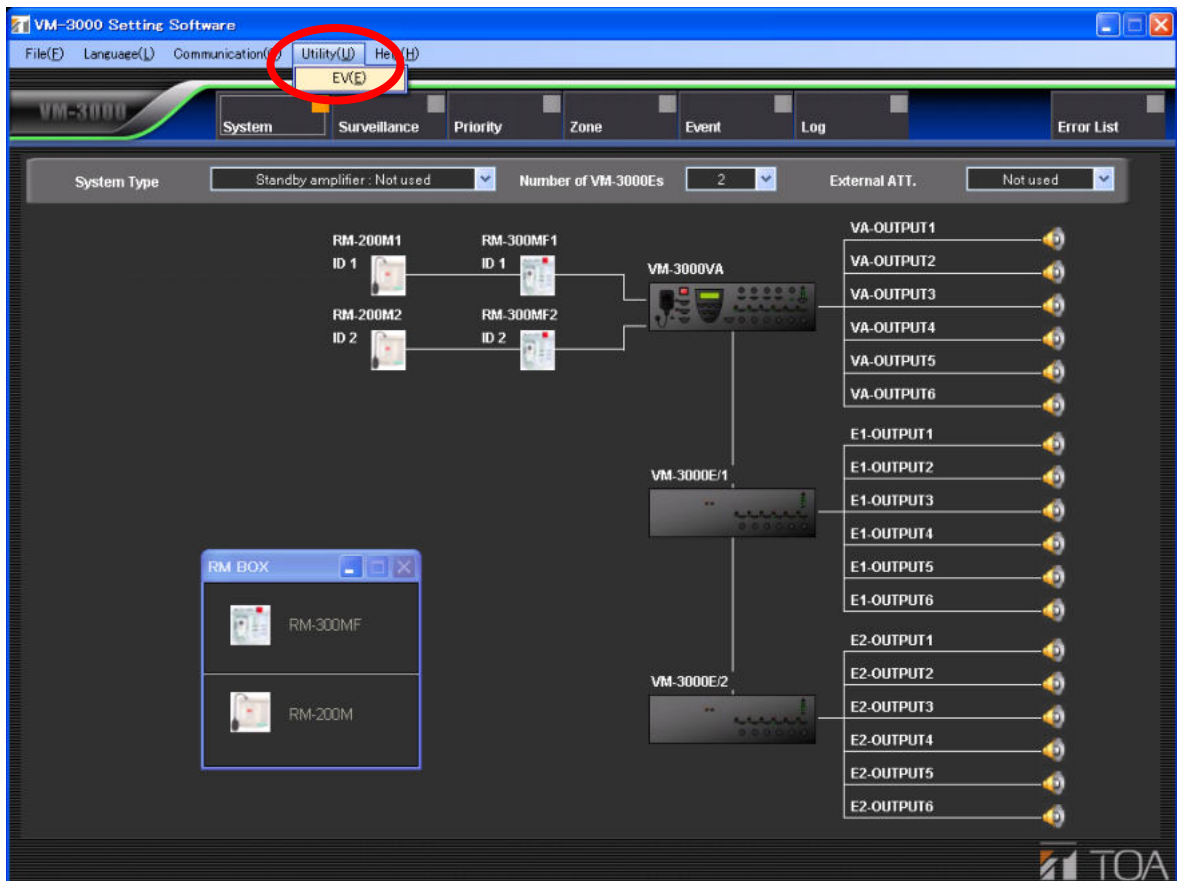 VM-3000 Setting Software
File(F) Language(L) Communication( ) Utility(U) Help(H)
EV(E)
VM-3000
System Surveillance Priority Zone Event Log Error List
System Type Standby amplifier : Not used Number of VM-3000Es 2 External ATT. Not used
RM-200M1
ID 1
RM-300MF1
ID 1
RM-200M2
ID 2
RM-300MF2
ID 2
VM-3000VA
VA-OUTPUT1
VA-OUTPUT2
VA-OUTPUT3
VA-OUTPUT4
VA-OUTPUT5
VA-OUTPUT6
VM-3000E/1
E1-OUTPUT1
E1-OUTPUT2
E1-OUTPUT3
E1-OUTPUT4
E1-OUTPUT5
E1-OUTPUT6
RM BOX
RM-300MF
RM-200M
VM-3000E/2
E2-OUTPUT1
E2-OUTPUT2
E2-OUTPUT3
E2-OUTPUT4
E2-OUTPUT5
E2-OUTPUT6
TOA